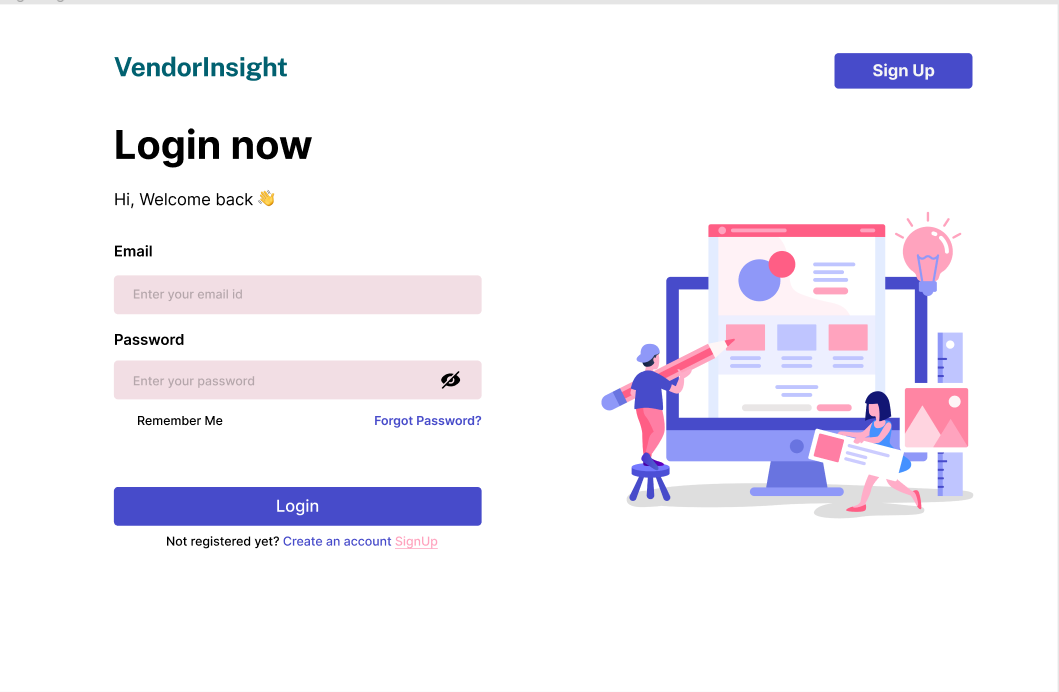 VendorInsight
Sign Up
Login now
Hi, Welcome back 👋
Email
Enter your email id
Password
Enter your password
Remember Me
Forgot Password?
Login
Not registered yet? Create an account SignUp